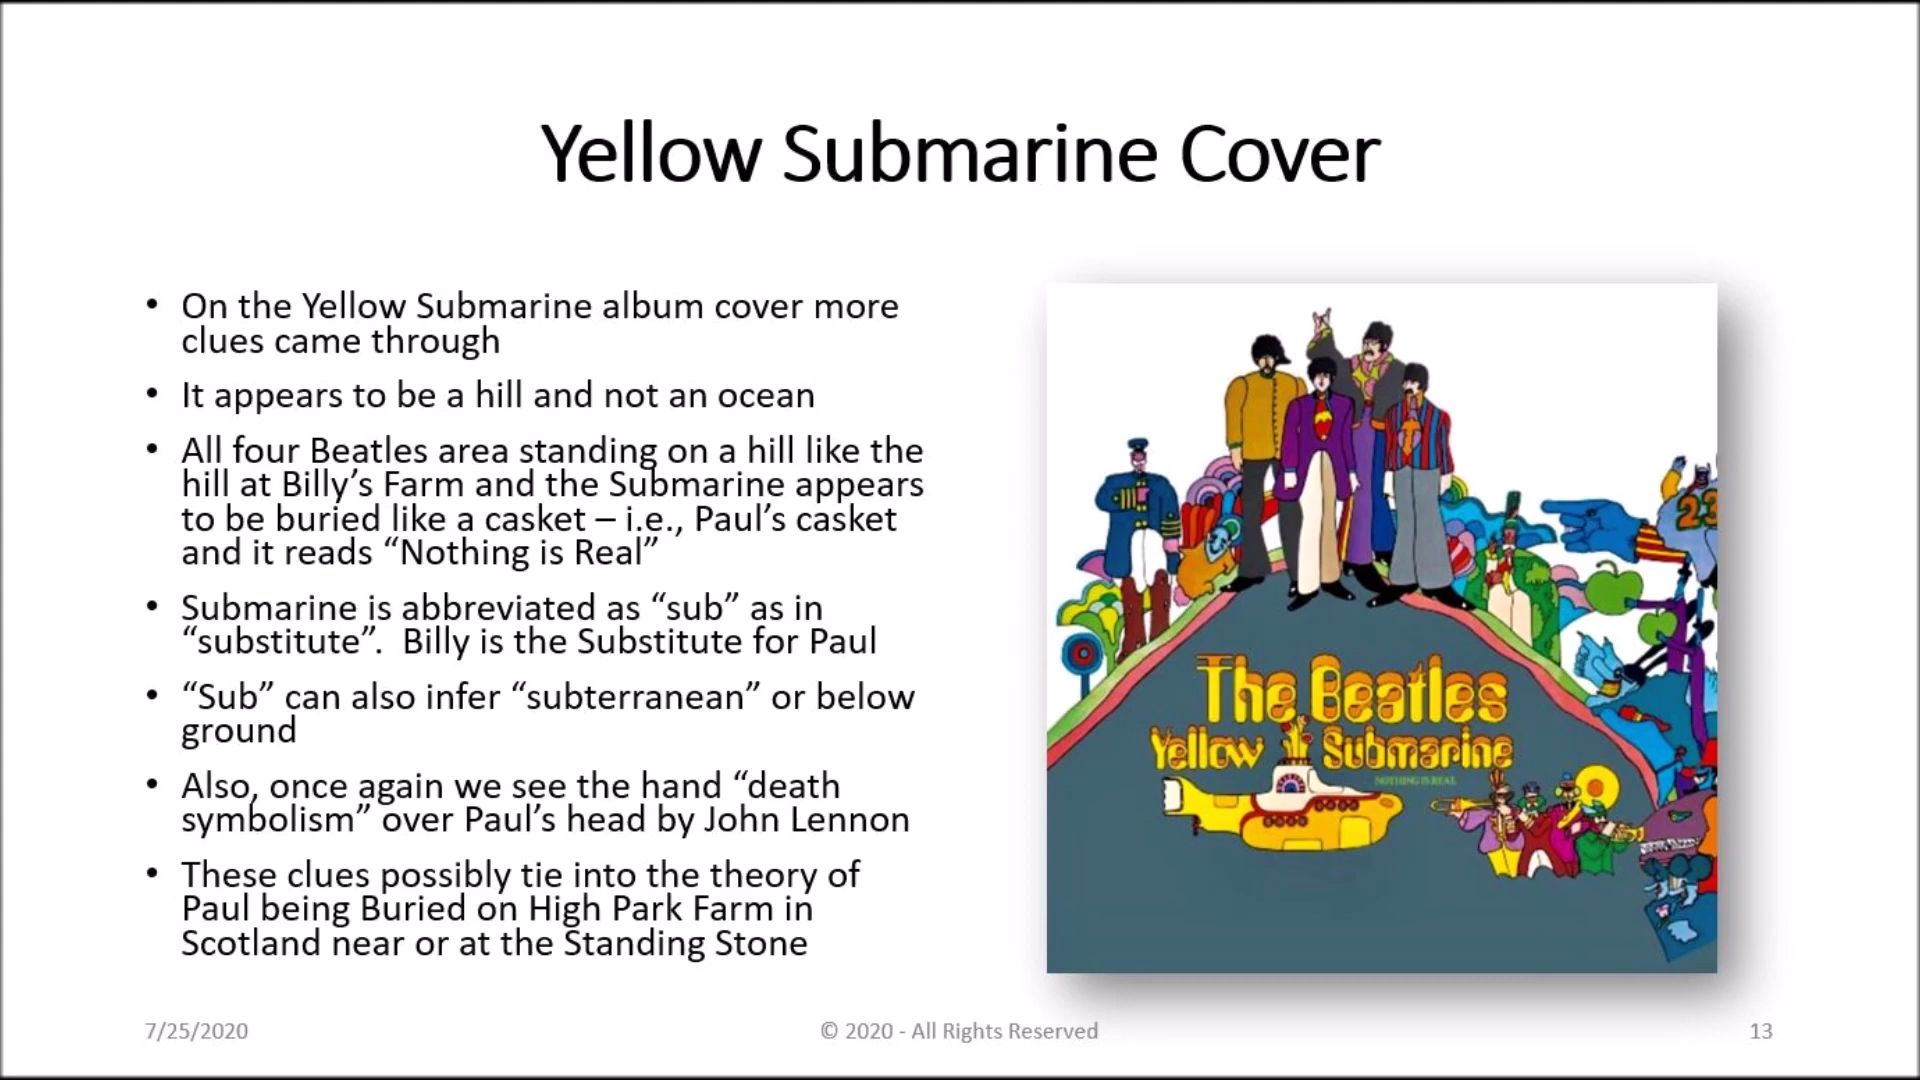 Yellow Submarine Cover
• On the Yellow Submarine album cover more
clues came through
• It appears to be a hill and not an ocean
• All four Beatles area standing on a hill like the
hill at Billy’s Farm and the Submarine appears
to be buried like a casket – i.e., Paul’s casket
and it reads “Nothing is Real”
• Submarine is abbreviated as “sub” as in
“substitute”.  Billy is the Substitute for Paul
• “Sub” can also infer “subterranean” or below
ground
• Also, once again we see the hand “death
symbolism” over Paul’s head by John Lennon
• These clues possibly tie into the theory of
Paul being Buried on High Park Farm in
Scotland near or at the Standing Stone
23
The Beatles
Yellow Submarine
NOTHING IS REAL
7/25/2020
© 2020 - All Rights Reserved
13